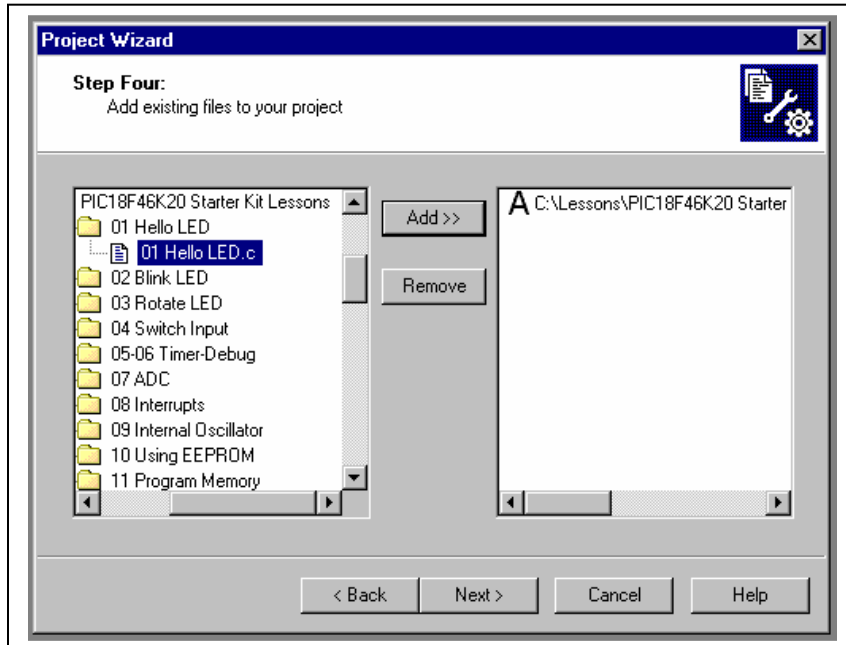 Project Wizard
Step Four:
Add existing files to your project
PIC18F46K20 Starter Kit Lessons
01 Hello LED
01 Hello LED.c
02 Blink LED
03 Rotate LED
04 Switch Input
05-06 Timer-Debug
07 ADC
08 Interrupts
09 Internal Oscillator
10 Using EEPROM
11 Program Memory
Add >>
Remove
A C:\Lessons\PIC18F46K20 Starter
< Back
Next >
Cancel
Help